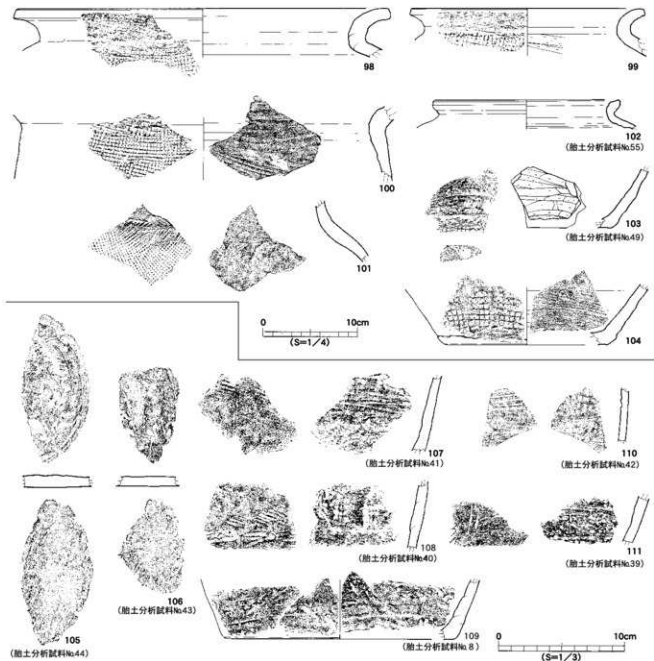 98
99
100
102
(胎土分析試料No.55)
101
103
(胎土分析試料No.49)
0 10cm
(S=1/4)
104
107
(胎土分析試料No.41)
110
(胎土分析試料No.42)
106
(胎土分析試料No.43)
108
(胎土分析試料No.40)
111
(胎土分析試料No.39)
105
(胎土分析試料No.44)
109
(胎土分析試料No.8)
0 10cm
(S=1/3)